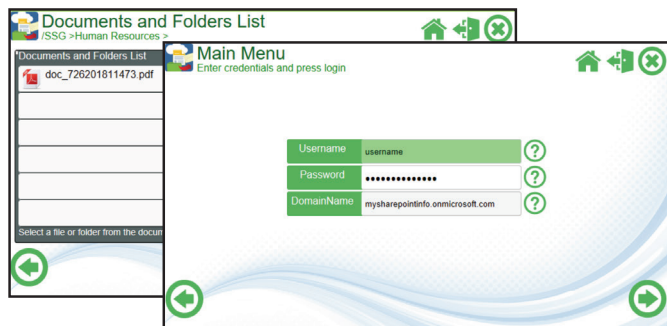 Documents and Folders List
/SSG >Human Resources >
*Documents and Folders List
doc_726201811473.pdf
Select a file or folder from the docun
Main Menu
Enter credentials and press login
Username
username
?
Password
••••••••••••••
?
DomainName
mysharepointinfo.onmicrosoft.com
?